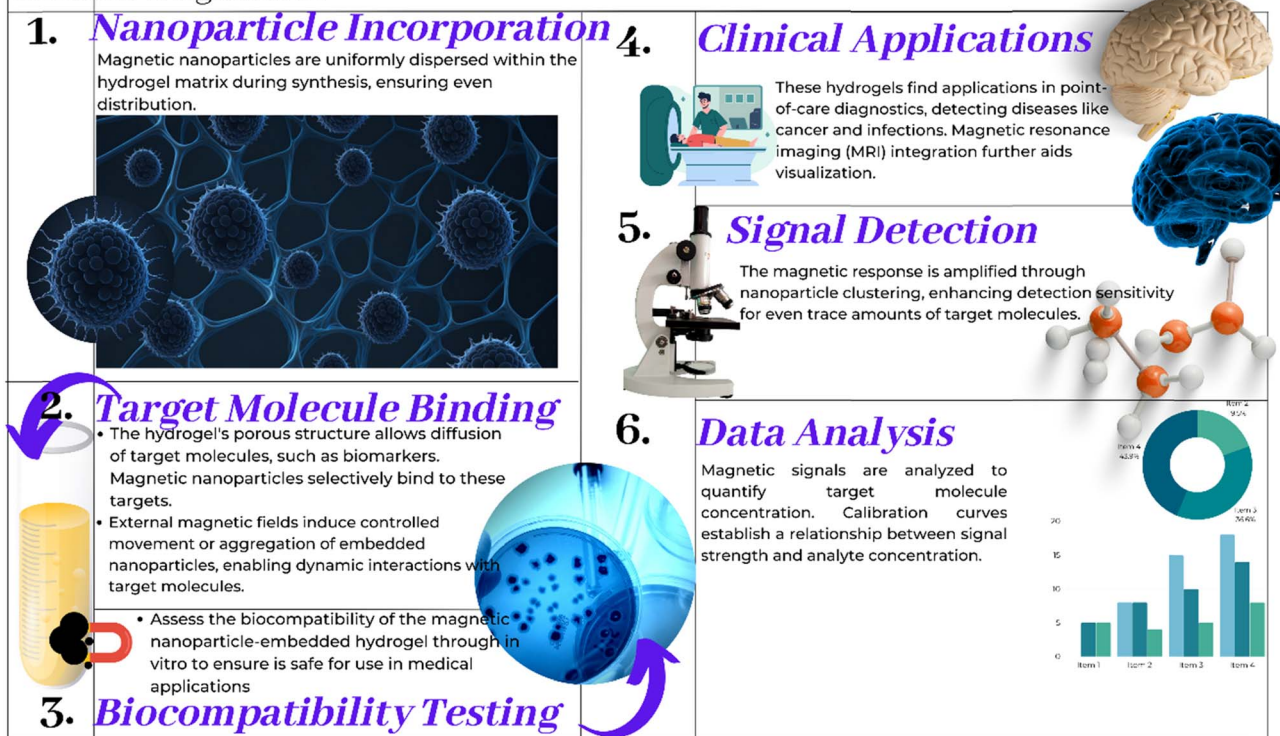 1. Nanoparticle Incorporation
Magnetic nanoparticles are uniformly dispersed within the
hydrogel matrix during synthesis, ensuring even
distribution.
2. Target Molecule Binding
• The hydrogel's porous structure allows diffusion
of target molecules, such as biomarkers.
Magnetic nanoparticles selectively bind to these
targets.
• External magnetic fields induce controlled
movement or aggregation of embedded
nanoparticles, enabling dynamic interactions with
target molecules.
• Assess the biocompatibility of the magnetic
nanoparticle-embedded hydrogel through in
vitro to ensure is safe for use in medical
applications
3. Biocompatibility Testing
4. Clinical Applications
These hydrogels find applications in point-
of-care diagnostics, detecting diseases like
cancer and infections. Magnetic resonance
imaging (MRI) integration further aids
visualization.
5. Signal Detection
The magnetic response is amplified through
nanoparticle clustering, enhancing detection sensitivity
for even trace amounts of target molecules.
6. Data Analysis
Magnetic signals are analyzed to
quantify target molecule
concentration. Calibration curves
establish a relationship between signal
strength and analyte concentration.
Item 2
Item 4
43.9%
Item 3
36.6%
20
15
10
5
0
Item 1 Item 2 Item 3 Item 4